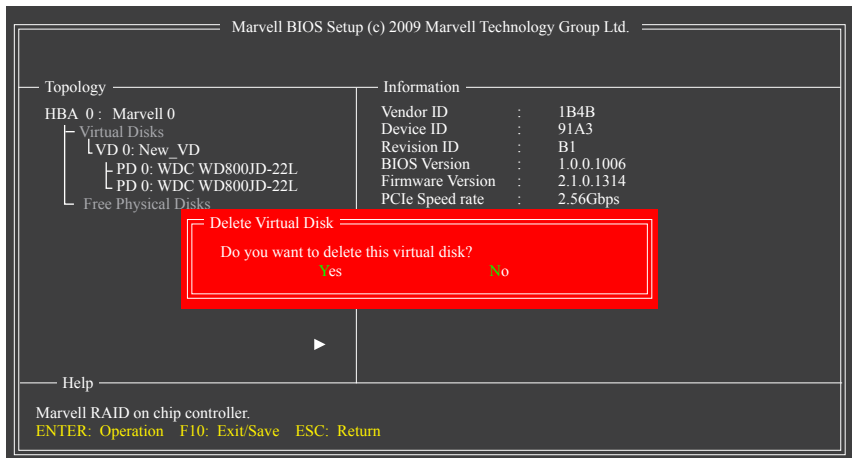 Marvell BIOS Setup (c) 2009 Marvell Technology Group Ltd.
Topology
HBA 0 : Marvell 0
Virtual Disks
VD 0: New_VD
PD 0: WDC WD800JD-22L
PD 0: WDC WD800JD-22L
Free Physical Disks
Information
Vendor ID : 1B4B
Device ID : 91A3
Revision ID : B1
BIOS Version : 1.0.0.1006
Firmware Version : 2.1.0.1314
PCIe Speed rate : 2.56Gbps
Delete Virtual Disk
Do you want to delete this virtual disk?
Yes No
Help
Marvell RAID on chip controller.
ENTER: Operation F10: Exit/Save ESC: Return